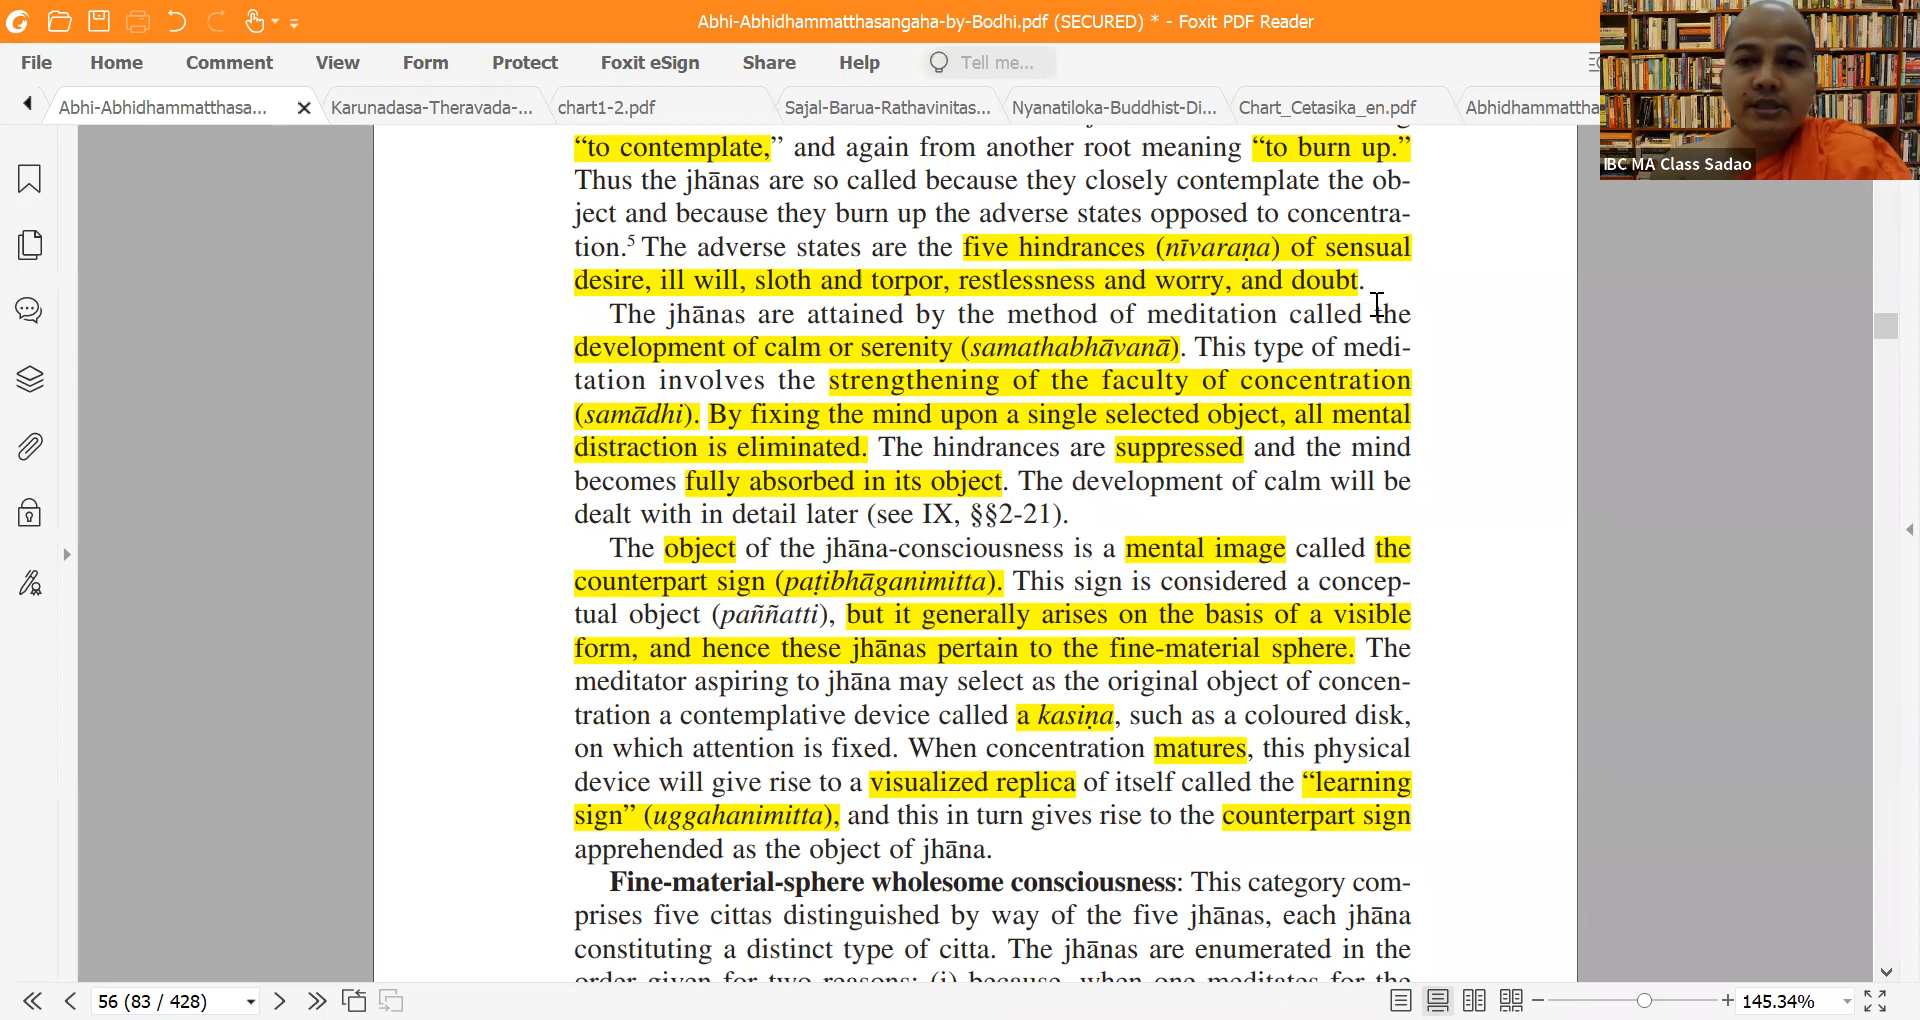 Abhi-Abhidhammatthasangaha-by-Bodhi.pdf (SECURED) * - Foxit PDF Reader
File Home Comment View Form Protect Foxit eSign Share Help Tell me...
Abhi-Abhidhammatthasa... Karunadasa-Theravada-... chart1-2.pdf Sajal-Barua-Rathavinitas... Nyanatiloka-Buddhist-Di... Chart_Cetasika_en.pdf Abhidhammattha
IBC MA Class Sadao
“to contemplate,” and again from another root meaning “to burn up.”
Thus the jhānas are so called because they closely contemplate the ob-
ject and because they burn up the adverse states opposed to concentra-
tion.5 The adverse states are the five hindrances (nīvaraṇa) of sensual
desire, ill will, sloth and torpor, restlessness and worry, and doubt.
The jhānas are attained by the method of meditation called the
development of calm or serenity (samathabhāvanā). This type of medi-
tation involves the strengthening of the faculty of concentration
(samādhi). By fixing the mind upon a single selected object, all mental
distraction is eliminated. The hindrances are suppressed and the mind
becomes fully absorbed in its object. The development of calm will be
dealt with in detail later (see IX, §§2-21).
The object of the jhāna-consciousness is a mental image called the
counterpart sign (paṭibhāganimitta). This sign is considered a concep-
tual object (paññatti), but it generally arises on the basis of a visible
form, and hence these jhānas pertain to the fine-material sphere. The
meditator aspiring to jhāna may select as the original object of concen-
tration a contemplative device called a kasiṇa, such as a coloured disk,
on which attention is fixed. When concentration matures, this physical
device will give rise to a visualized replica of itself called the “learning
sign” (uggahanimitta), and this in turn gives rise to the counterpart sign
apprehended as the object of jhāna.
Fine-material-sphere wholesome consciousness: This category com-
prises five cittas distinguished by way of the five jhānas, each jhāna
constituting a distinct type of citta. The jhānas are enumerated in the
order given for two reasons: (i) because, when one meditates for the
56 (83 / 428) 145.34%